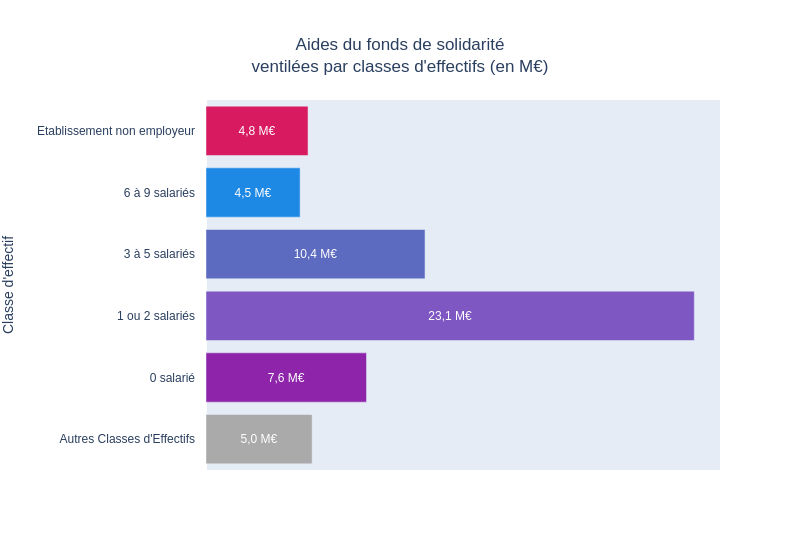 Aides du fonds de solidarité
ventilées par classes d'effectifs (en M€)
Classe d'effectif
Etablissement non employeur
4,8 M€
6 à 9 salariés
4,5 M€
3 à 5 salariés
10,4 M€
1 ou 2 salariés
23,1 M€
0 salarié
7,6 M€
Autres Classes d'Effectifs
5,0 M€